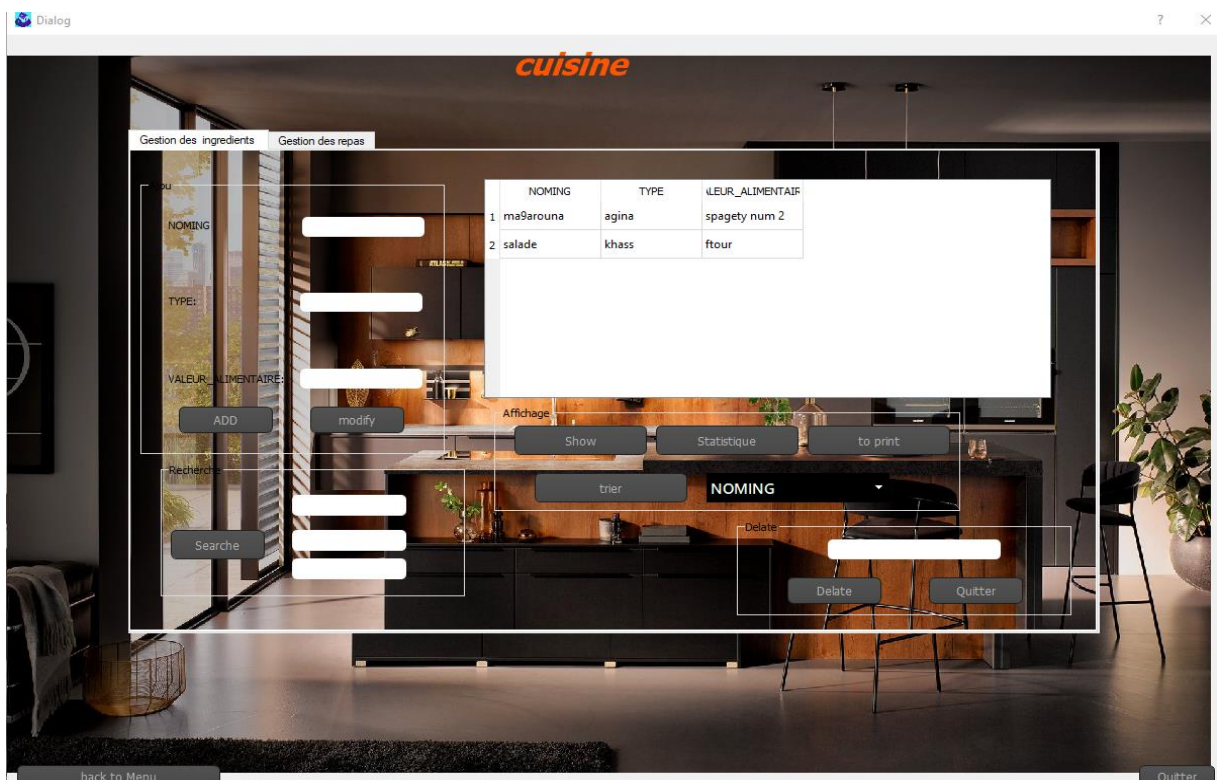 Dialog
?
cuisine
Gestion des ingredients Gestion des repas
NOMING
TYPE:
VALEUR_ALIMENTAIRE:
ADD modify
Recherche
Searche
NOMING TYPE
1 ma9arouna agina spagety num 2
2 salade khass ftour
Affichage
Show Statistique to print
trier NOMING
Delate
Delate Quitter
back to Menu Quitter